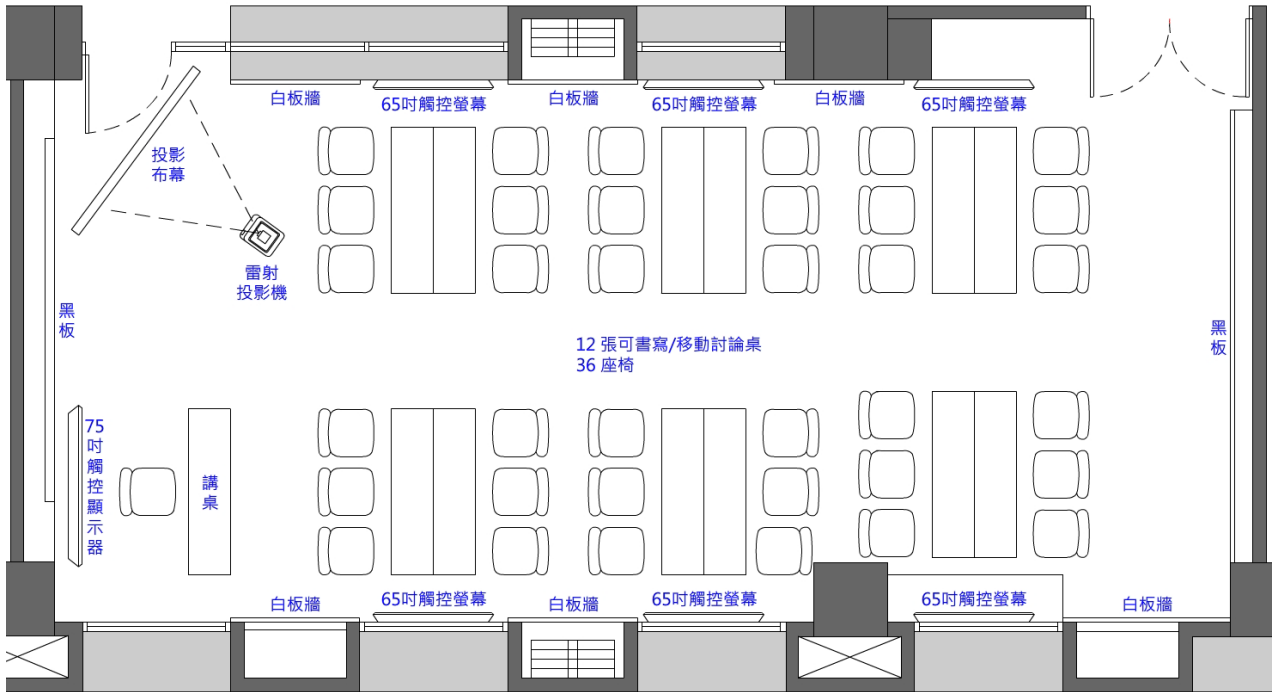 白板牆
65吋觸控螢幕
白板牆
65吋觸控螢幕
白板牆
65吋觸控螢幕
投影
布幕
雷射
投影機
黑
板
黑
板
12 張可書寫/移動討論桌
36 座椅
75
吋
觸
控
顯
示
器
講
桌
白板牆
65吋觸控螢幕
白板牆
65吋觸控螢幕
65吋觸控螢幕
白板牆